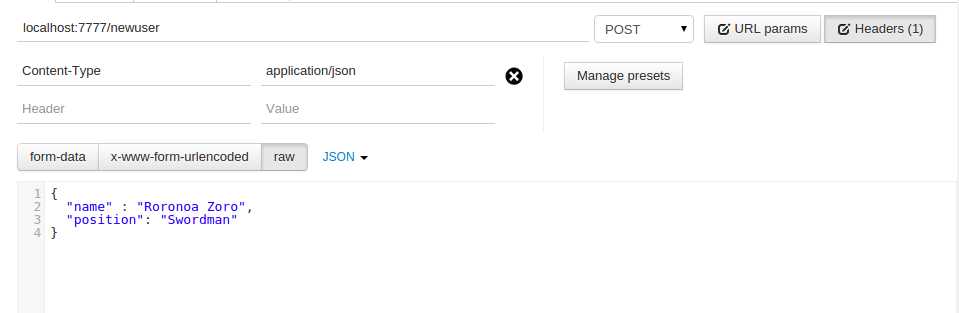 localhost:7777/newuser POST URL params Headers (1)
Content-Type application/json Manage presets
Header Value
form-data x-www-form-urlencoded raw JSON
1 {
2 "name" : "Roronoa Zoro",
3 "position": "Swordman"
4 }